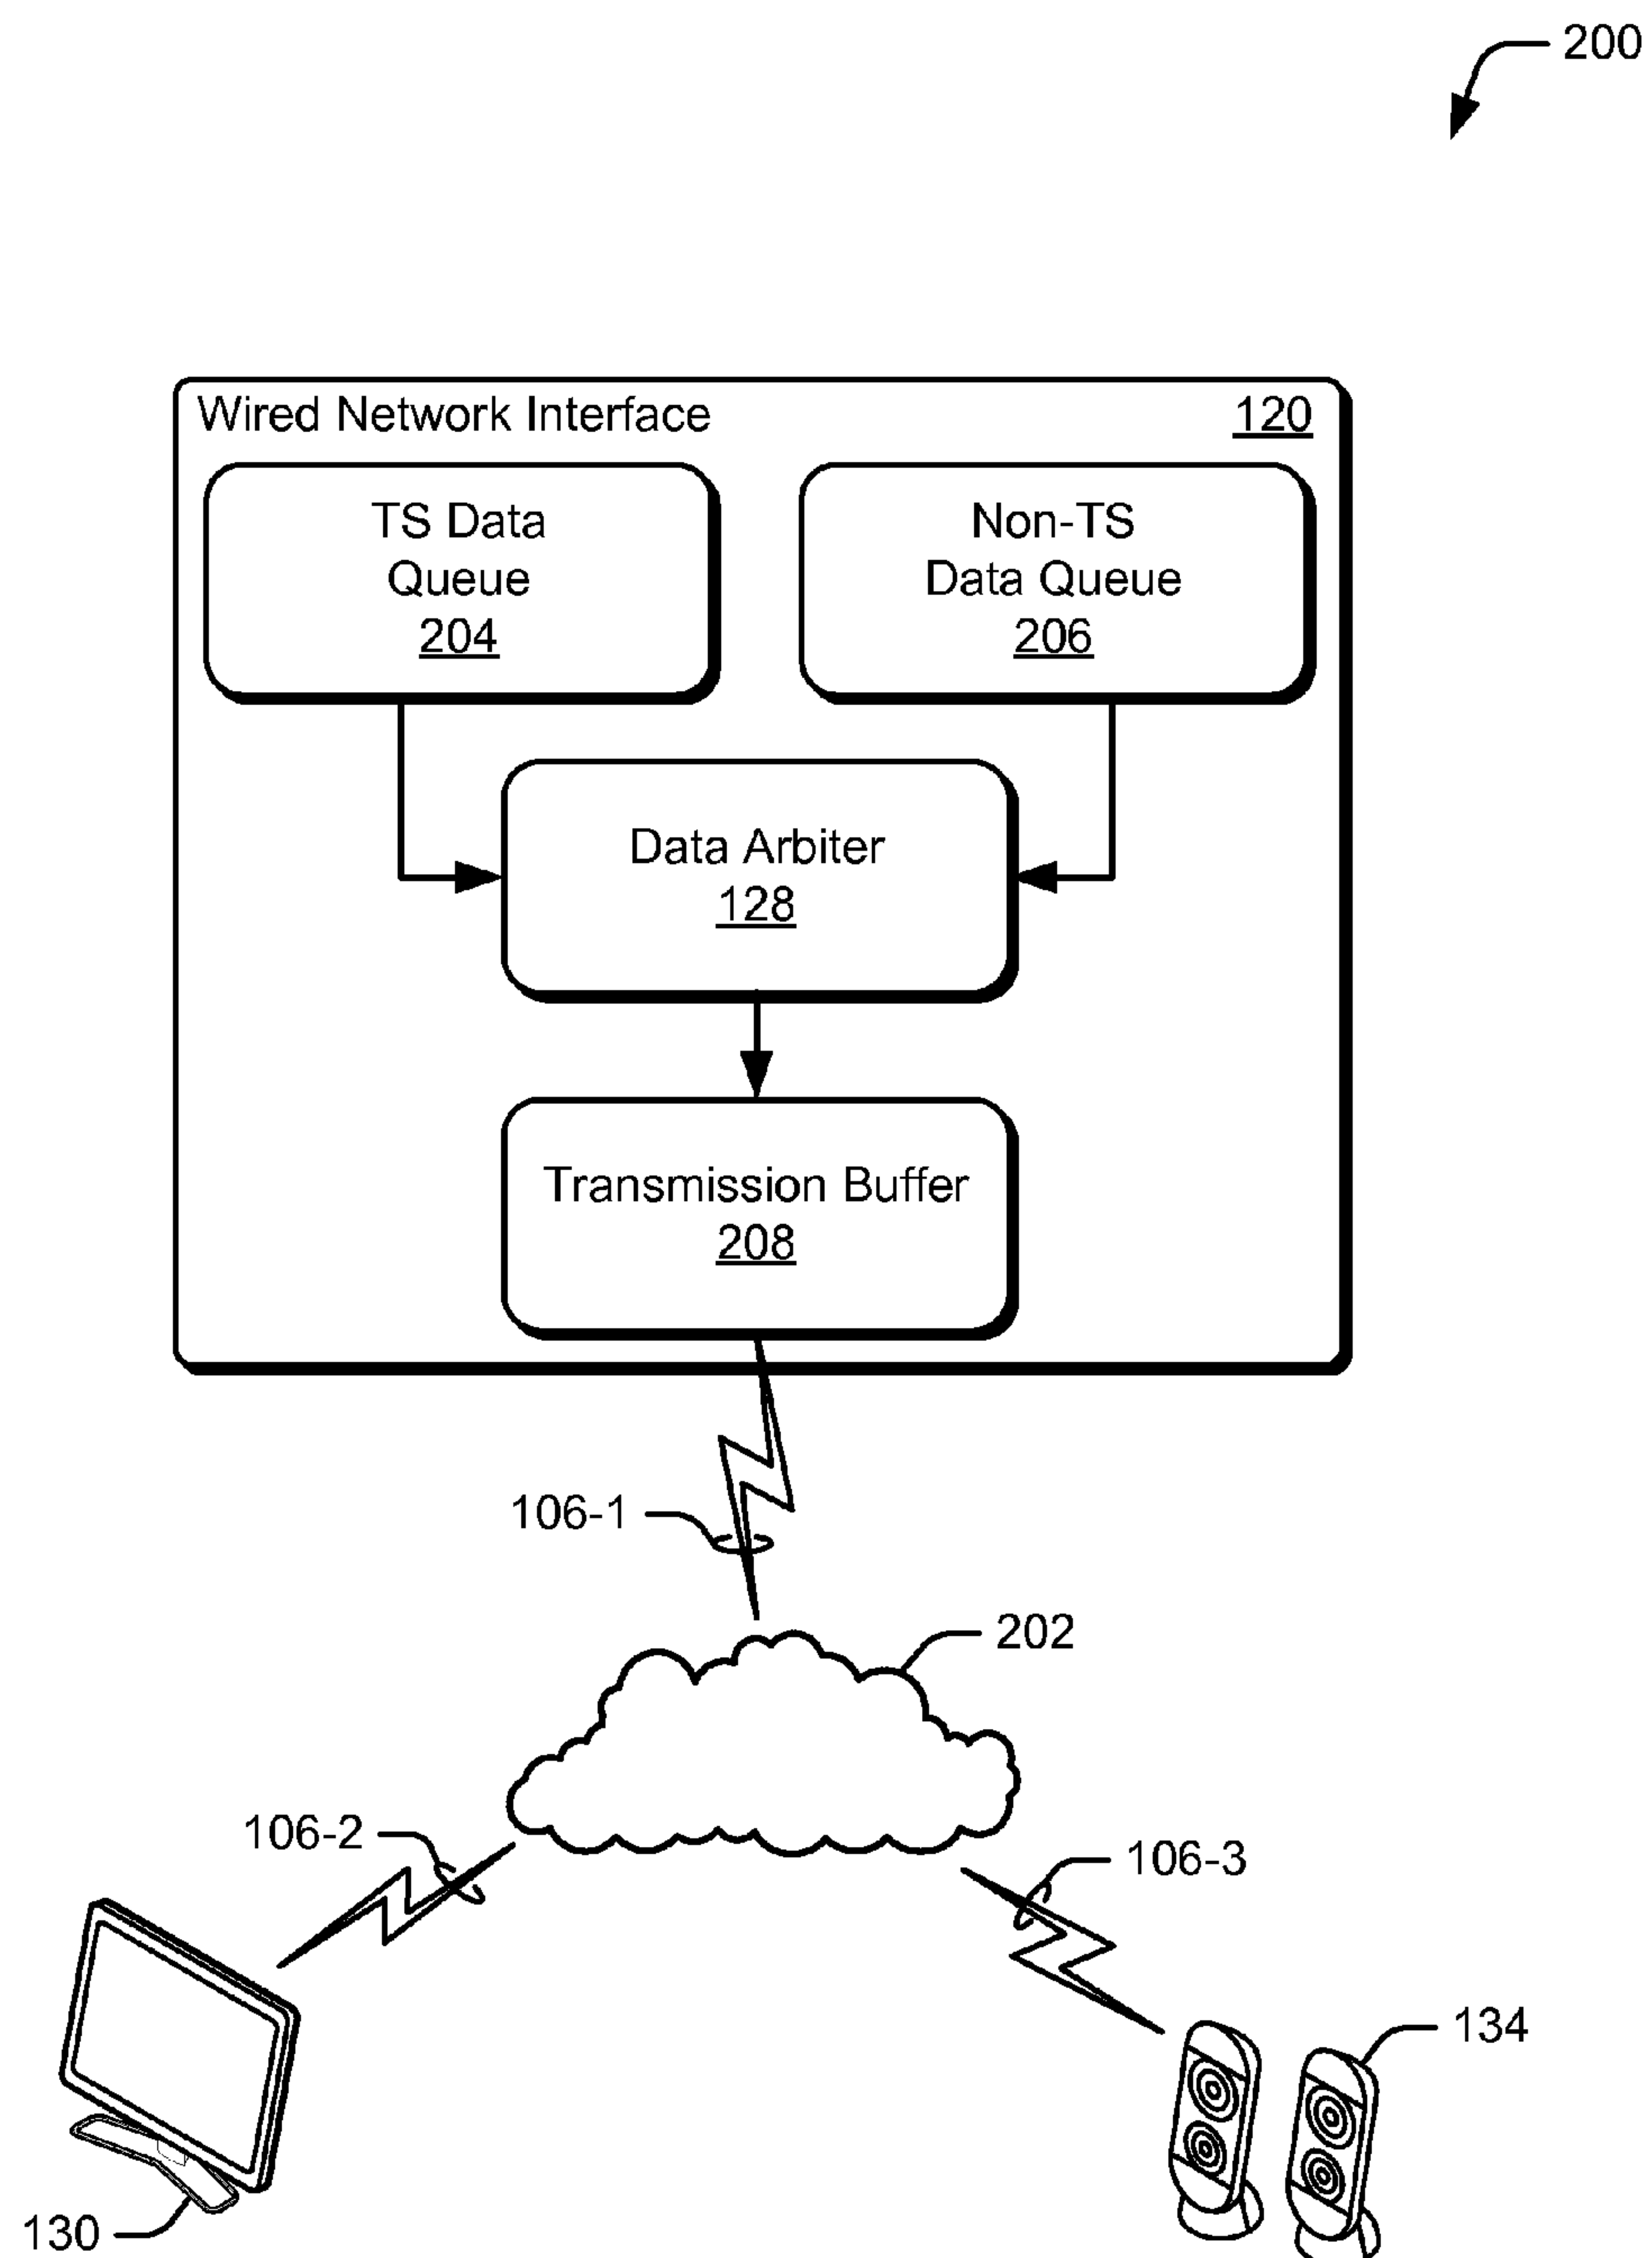 200
Wired Network Interface 120
TS Data
Queue
204
Non-TS
Data Queue
206
Data Arbiter
128
Transmission Buffer
208
106-1
202
106-2
106-3
134
130